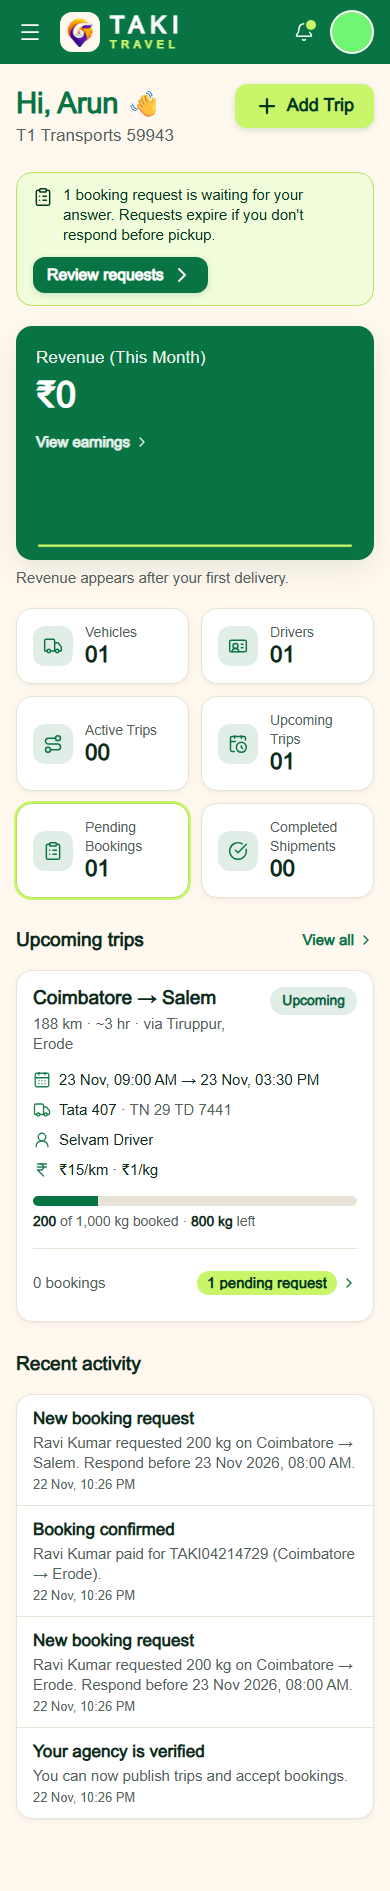 TAKI
TRAVEL
Hi, Arun 👋
Add Trip
T1 Transports 59943
1 booking request is waiting for your
answer. Requests expire if you don't
respond before pickup.
Review requests
Revenue (This Month)
₹0
View earnings
Revenue appears after your first delivery.
Vehicles
01
Drivers
01
Active Trips
00
Upcoming
Trips
01
Pending
Bookings
01
Completed
Shipments
00
Upcoming trips
View all
Coimbatore → Salem
Upcoming
188 km · ~3 hr · via Tiruppur,
Erode
23 Nov, 09:00 AM → 23 Nov, 03:30 PM
Tata 407 · TN 29 TD 7441
Selvam Driver
₹15/km · ₹1/kg
200 of 1,000 kg booked · 800 kg left
0 bookings
1 pending request
Recent activity
New booking request
Ravi Kumar requested 200 kg on Coimbatore →
Salem. Respond before 23 Nov 2026, 08:00 AM.
22 Nov, 10:26 PM
Booking confirmed
Ravi Kumar paid for TAKI04214729 (Coimbatore
→ Erode).
22 Nov, 10:26 PM
New booking request
Ravi Kumar requested 200 kg on Coimbatore →
Erode. Respond before 23 Nov 2026, 08:00 AM.
22 Nov, 10:26 PM
Your agency is verified
You can now publish trips and accept bookings.
22 Nov, 10:26 PM